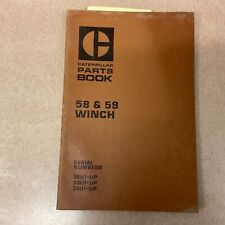 CATERPILLAR
PARTS
BOOK
58 & 59
WINCH
SERIAL
NUMBERS